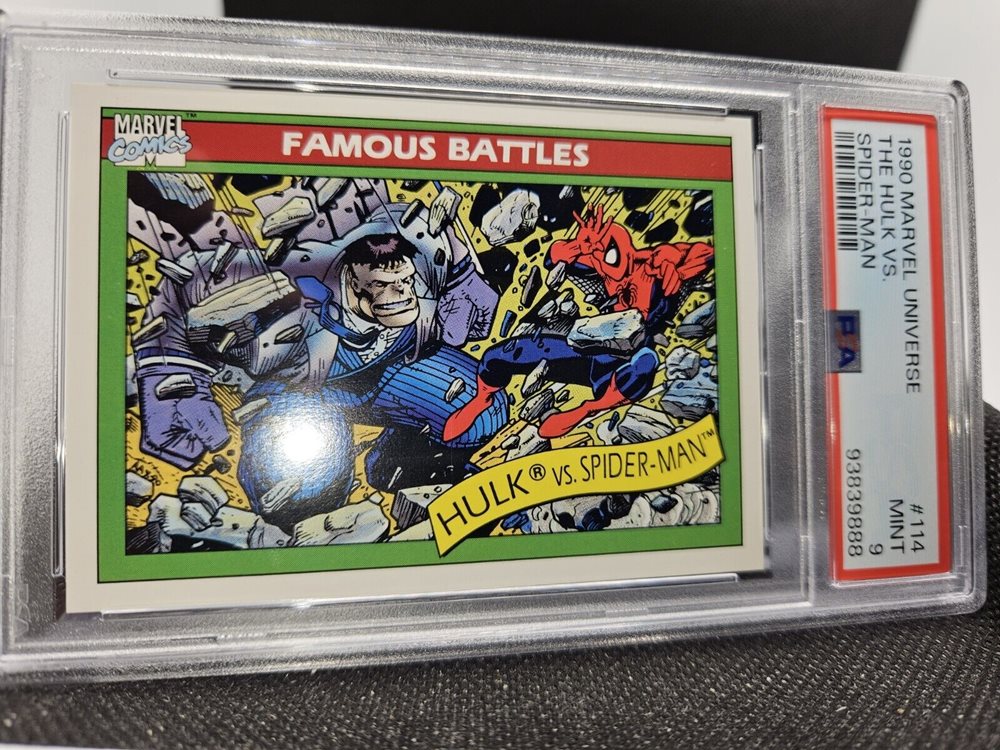 MARVEL™
COMICS
M
FAMOUS BATTLES
HULK® VS. SPIDER-MAN™
1990 MARVEL UNIVERSE
THE HULK VS.
SPIDER-MAN
#114
MINT
9
93839888
PSA